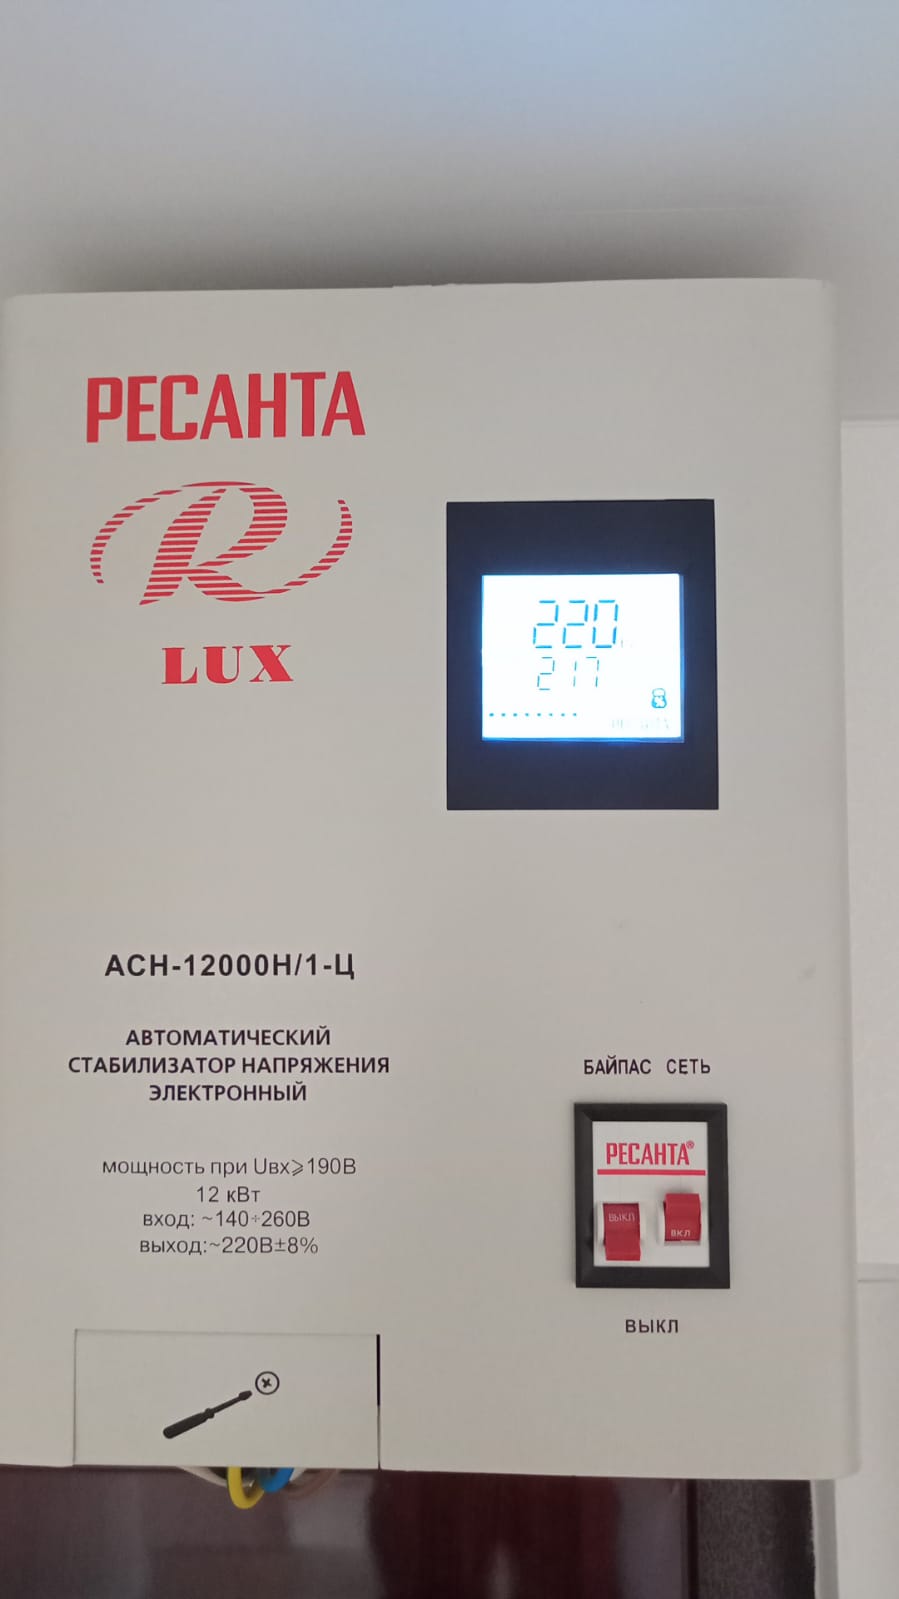 РЕСАНТА
R
LUX
220
217
РЕСАНТА
АСН-12000Н/1-Ц
АВТОМАТИЧЕСКИЙ
СТАБИЛИЗАТОР НАПРЯЖЕНИЯ
ЭЛЕКТРОННЫЙ
мощность при Uвх⩾190В
12 кВт
вход: ~140÷260В
выход:~220В±8%
БАЙПАС СЕТЬ
РЕСАНТА®
ВЫКЛ ВКЛ
ВЫКЛ